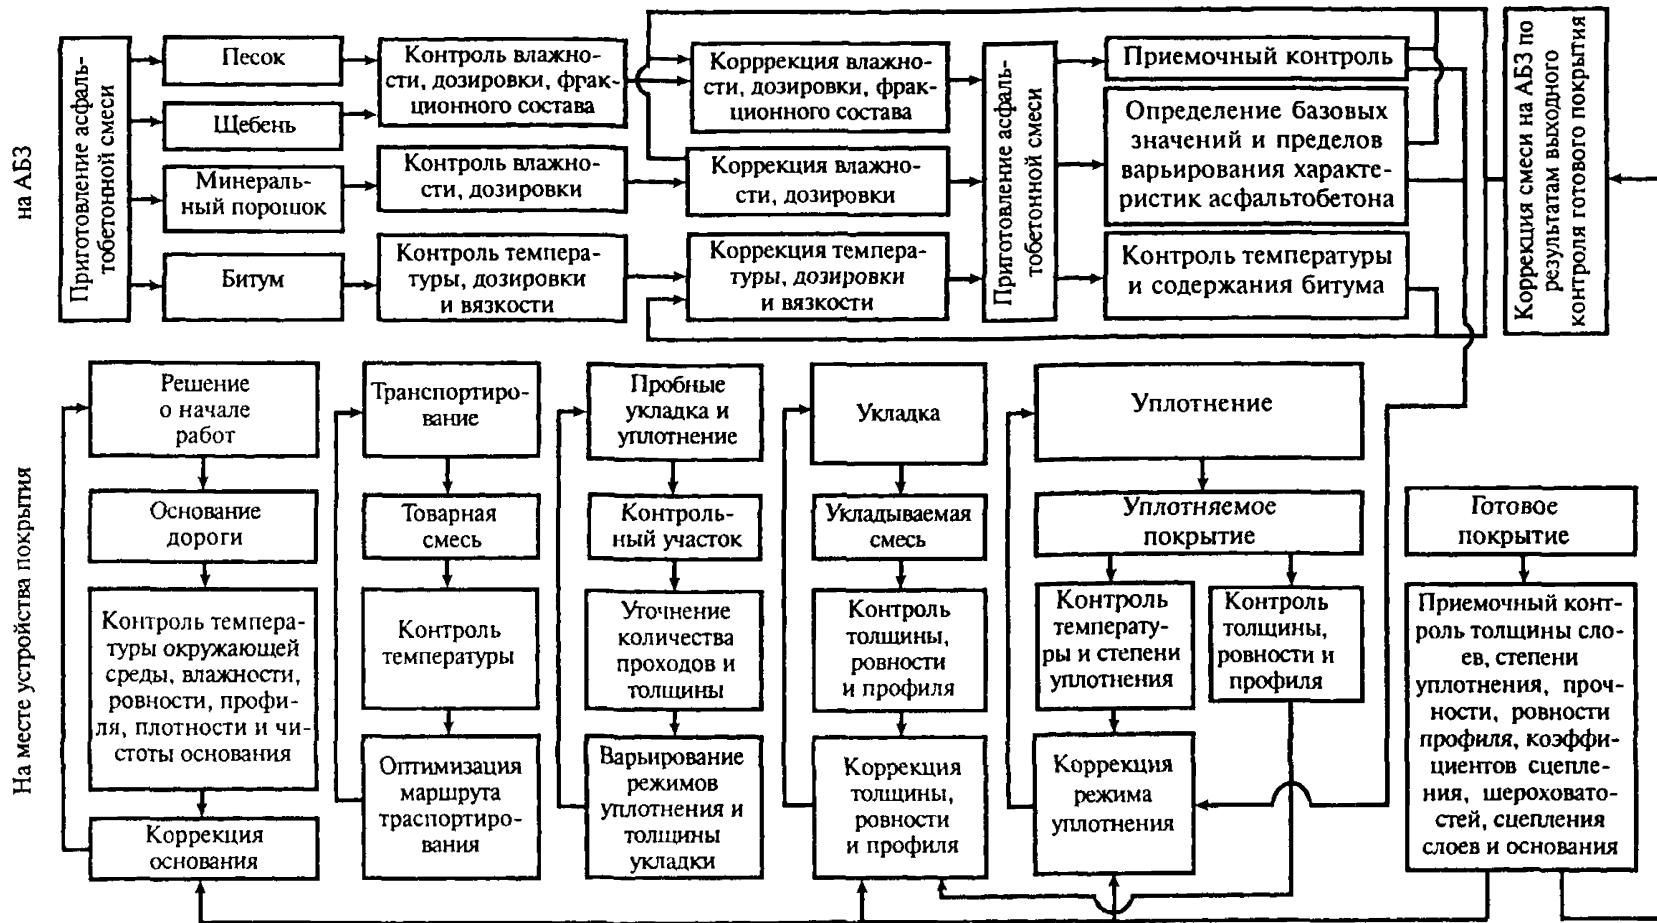 на АБЗ
Приготовление асфаль-
тобетонной смеси
Песок
Щебень
Минераль-
ный порошок
Битум
Контроль влажно-
сти, дозировки, фрак-
ционного состава
Контроль влажно-
сти, дозировки
Контроль температу-
ры, дозировки
и вязкости
Корррекция влажно-
сти, дозировки, фрак-
ционного состава
Коррекция влажно-
сти, дозировки
Коррекция темпера-
туры, дозировки
и вязкости
Приготовление асфаль-
тобетонной смеси
Приемочный контроль
Определение базовых
значений и пределов
варьирования характе-
ристик асфальтобетона
Контроль температуры
и содержания битума
Коррекция смеси на АБЗ по
результатам выходного
контроля готового покрытия
На месте устройства покрытия
Решение
о начале
работ
Основание
дороги
Контроль темпера-
туры окружающей
среды, влажности,
ровности, профи-
ля, плотности и чи-
стоты основания
Коррекция
основания
Транспортиро-
вание
Товарная
смесь
Контроль
температуры
Оптимизация
маршрута
траспортиро-
вания
Пробные
укладка и
уплотнение
Контроль-
ный участок
Уточнение
количества
проходов и
толщины
Варьирование
режимов
уплотнения и
толщины
укладки
Укладка
Укладываемая
смесь
Контроль
толщины,
ровности
и профиля
Коррекция
толщины,
ровности
и профиля
Уплотнение
Уплотняемое
покрытие
Контроль
температу-
ры и степени
уплотнения
Контроль
толщины,
ровности и
профиля
Коррекция
режима
уплотнения
Готовое
покрытие
Приемочный конт-
роль толщины сло-
ев, степени
уплотнения, проч-
ности, ровности
профиля, коэффи-
циентов сцепле-
ния, шероховато-
стей, сцепления
слоев и основания